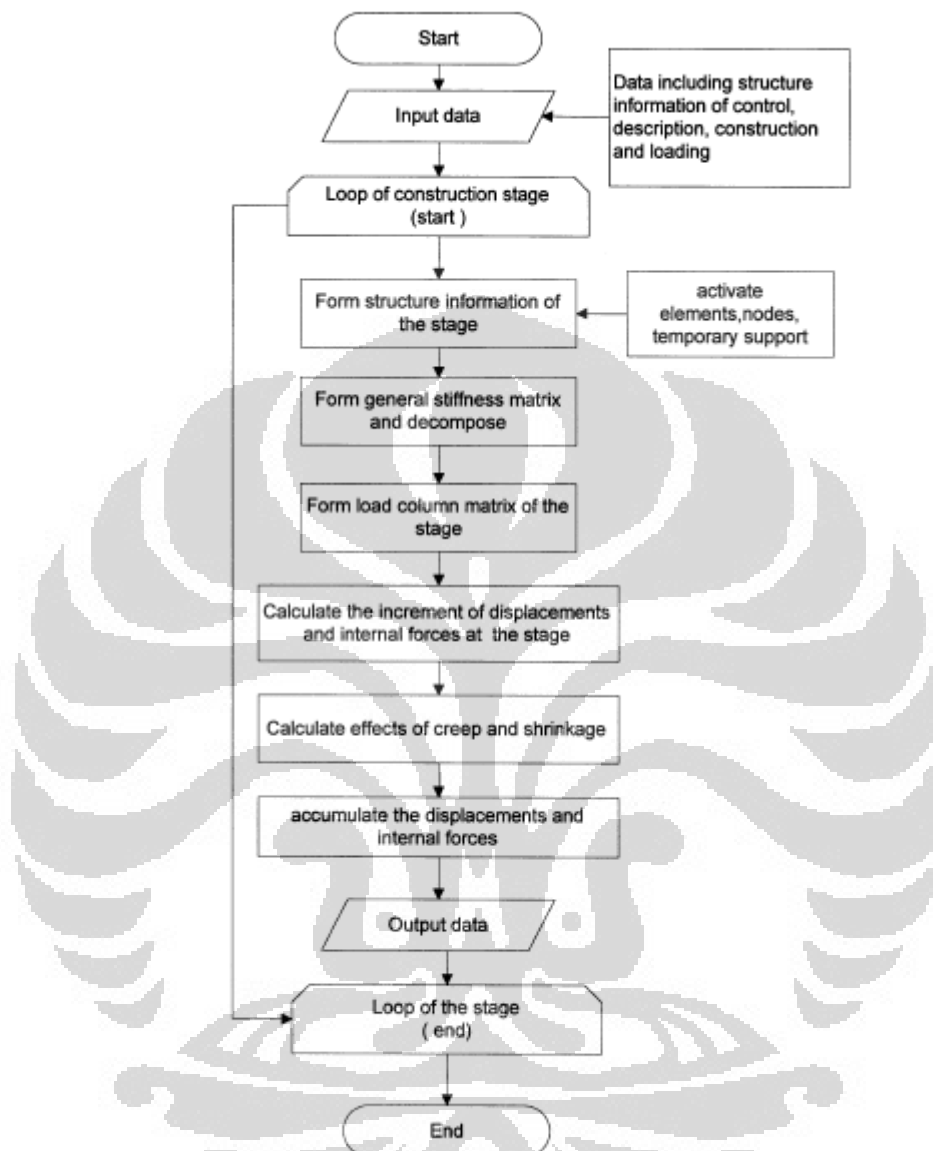 Start
Input data
Data including structure
information of control,
description, construction
and loading
Loop of construction stage
(start )
Form structure information of
the stage
activate
elements,nodes,
temporary support
Form general stiffness matrix
and decompose
Form load column matrix of the
stage
Calculate the increment of displacements
and internal forces at the stage
Calculate effects of creep and shrinkage
accumulate the displacements and
internal forces
Output data
Loop of the stage
( end)
End